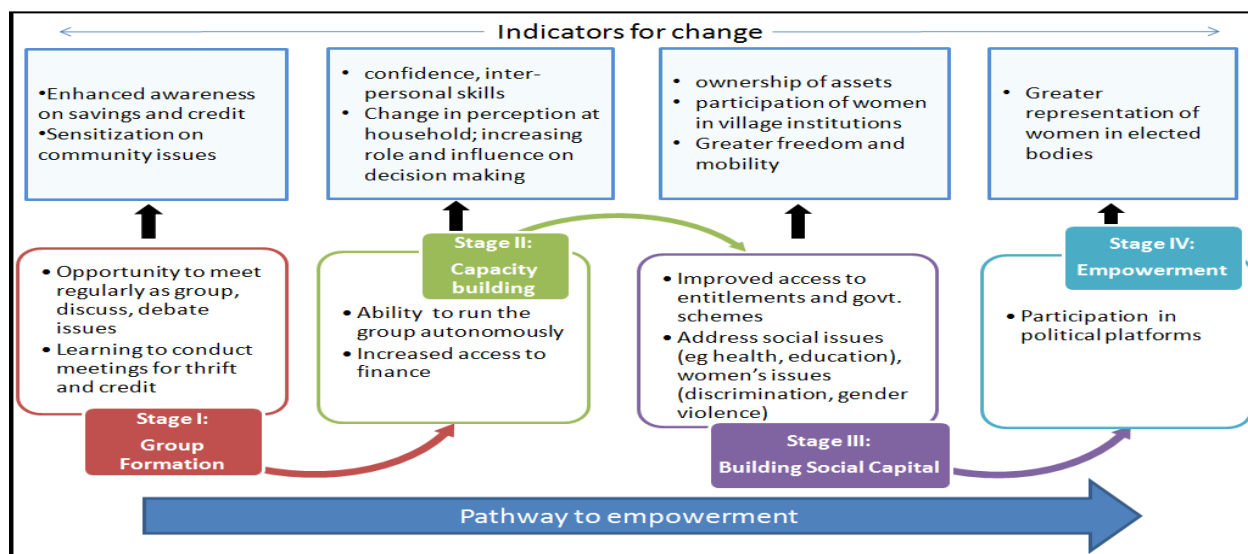 Indicators for change
•Enhanced awareness
on savings and credit
•Sensitization on
community issues
• confidence, inter-
personal skills
• Change in perception at
household; increasing
role and influence on
decision making
• ownership of assets
• participation of women
in village institutions
• Greater freedom and
mobility
• Greater
representation of
women in elected
bodies
• Opportunity to meet
regularly as group,
discuss, debate
issues
• Learning to conduct
meetings for thrift
and credit
Stage I:
Group
Formation
Stage II:
Capacity
building
• Ability to run the
group autonomously
• Increased access to
finance
• Improved access to
entitlements and govt.
schemes
• Address social issues
(eg health, education),
women's issues
(discrimination, gender
violence)
Stage III:
Building Social Capital
Stage IV:
Empowerment
• Participation in
political platforms
Pathway to empowerment